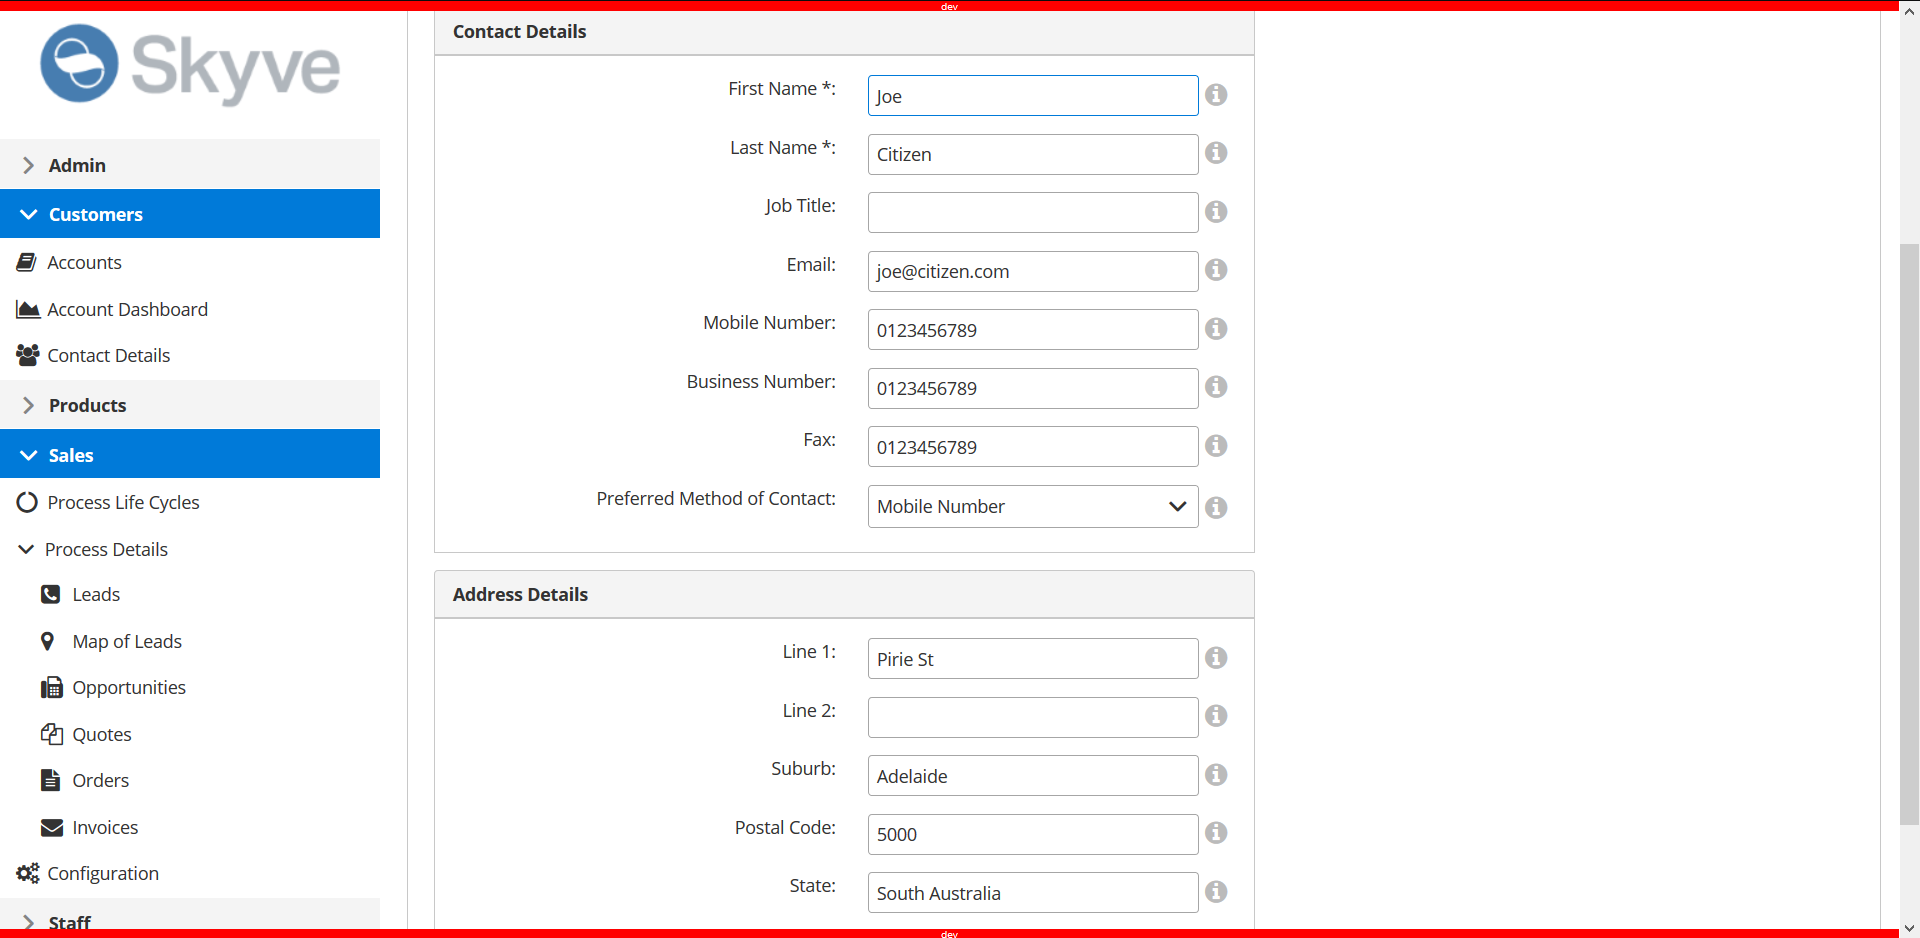 dev
Skyve
Admin
Customers
Accounts
Account Dashboard
Contact Details
Products
Sales
Process Life Cycles
Process Details
Leads
Map of Leads
Opportunities
Quotes
Orders
Invoices
Configuration
Staff
Contact Details
First Name *: Joe
Last Name *: Citizen
Job Title:
Email: joe@citizen.com
Mobile Number: 0123456789
Business Number: 0123456789
Fax: 0123456789
Preferred Method of Contact: Mobile Number
Address Details
Line 1: Pirie St
Line 2:
Suburb: Adelaide
Postal Code: 5000
State: South Australia
dev